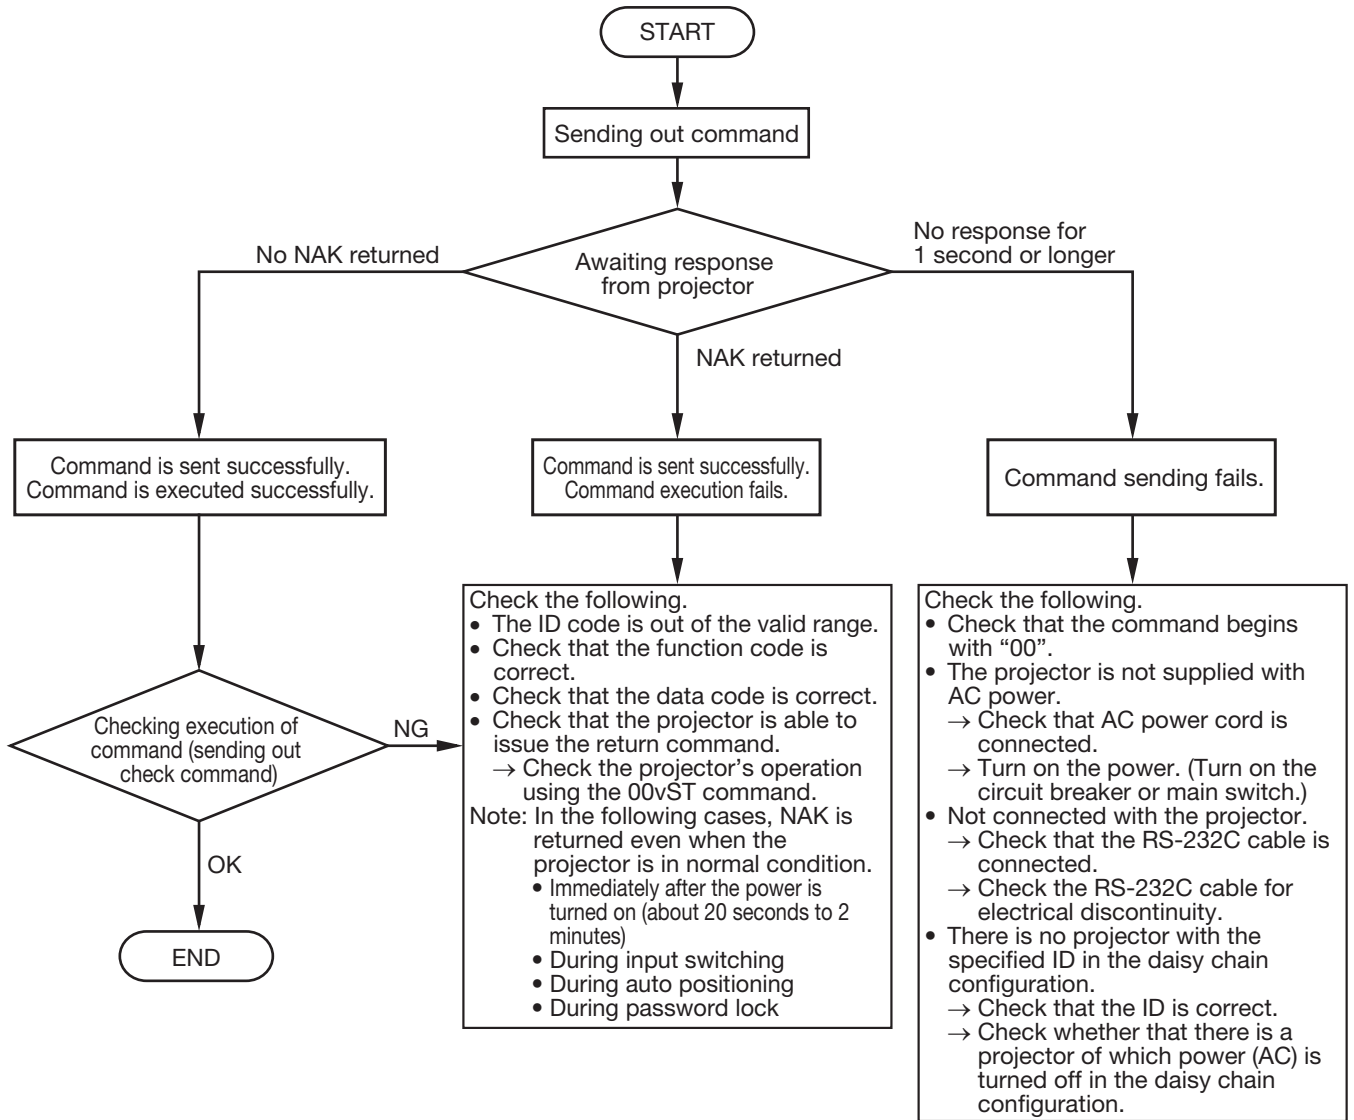 START
Sending out command
Awaiting response
from projector
No NAK returned
No response for
1 second or longer
NAK returned
Command is sent successfully.
Command is executed successfully.
Command is sent successfully.
Command execution fails.
Command sending fails.
Checking execution of
command (sending out
check command)
NG
OK
END
Check the following.
• The ID code is out of the valid range.
• Check that the function code is
correct.
• Check that the data code is correct.
• Check that the projector is able to
issue the return command.
→ Check the projector’s operation
using the 00vST command.
Note: In the following cases, NAK is
returned even when the
projector is in normal condition.
• Immediately after the power is
turned on (about 20 seconds to 2
minutes)
• During input switching
• During auto positioning
• During password lock
Check the following.
• Check that the command begins
with “00”.
• The projector is not supplied with
AC power.
→ Check that AC power cord is
connected.
→ Turn on the power. (Turn on the
circuit breaker or main switch.)
• Not connected with the projector.
→ Check that the RS-232C cable is
connected.
→ Check the RS-232C cable for
electrical discontinuity.
• There is no projector with the
specified ID in the daisy chain
configuration.
→ Check that the ID is correct.
→ Check whether that there is a
projector of which power (AC) is
turned off in the daisy chain
configuration.